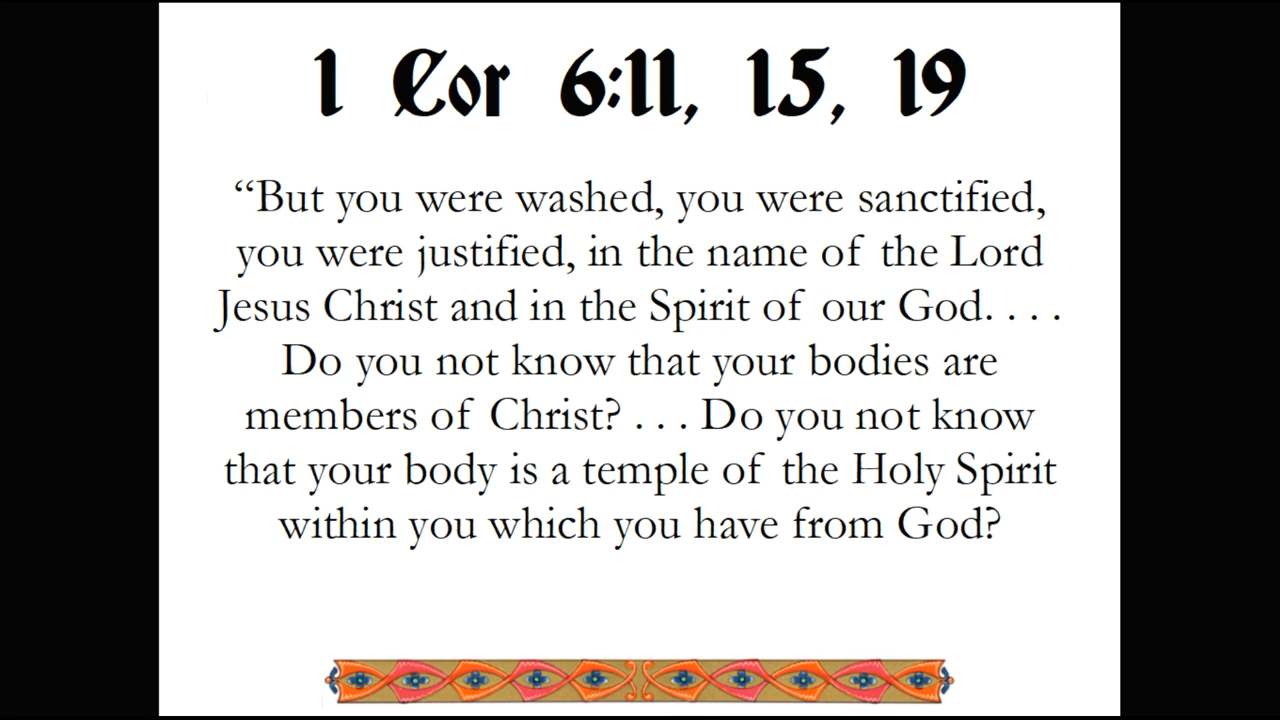 1 Cor 6:11, 15, 19
“But you were washed, you were sanctified,
you were justified, in the name of the Lord
Jesus Christ and in the Spirit of our God. . . .
Do you not know that your bodies are
members of Christ? . . . Do you not know
that your body is a temple of the Holy Spirit
within you which you have from God?